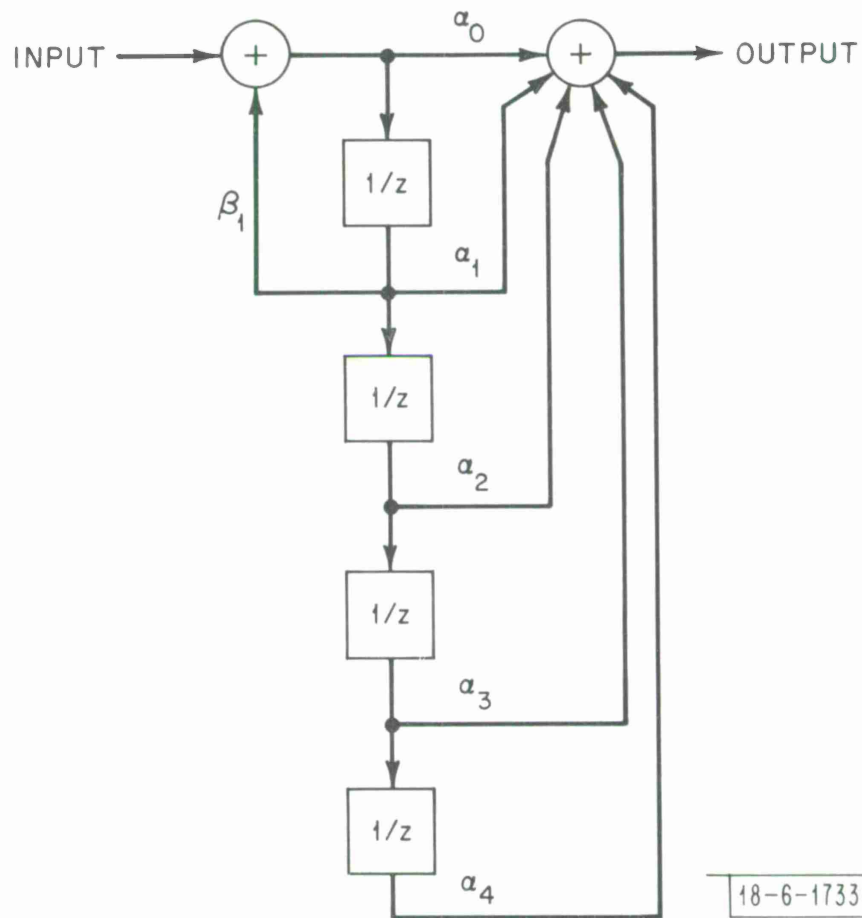 α₀
INPUT + + OUTPUT
1/z
β₁
α₁
1/z
α₂
1/z
α₃
1/z
α₄
18-6-1733